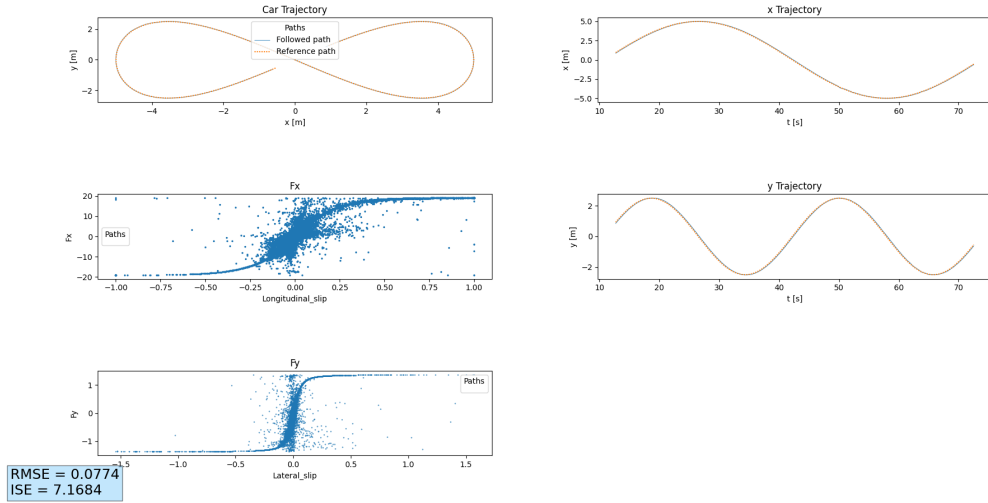 Car Trajectory
y [m]
2
0
−2
Paths
Followed path
Reference path
−4
−2
0
2
4
x [m]
x Trajectory
x [m]
5.0
2.5
0.0
−2.5
−5.0
10
20
30
40
50
60
70
t [s]
Fx
Fx
20
10
0
−10
−20
Paths
−1.00
−0.75
−0.50
−0.25
0.00
0.25
0.50
0.75
1.00
Longitudinal_slip
y Trajectory
y [m]
2
0
−2
10
20
30
40
50
60
70
t [s]
Fy
Fy
1
0
−1
Paths
−1.5
−1.0
−0.5
0.0
0.5
1.0
1.5
Lateral_slip
RMSE = 0.0774
ISE = 7.1684